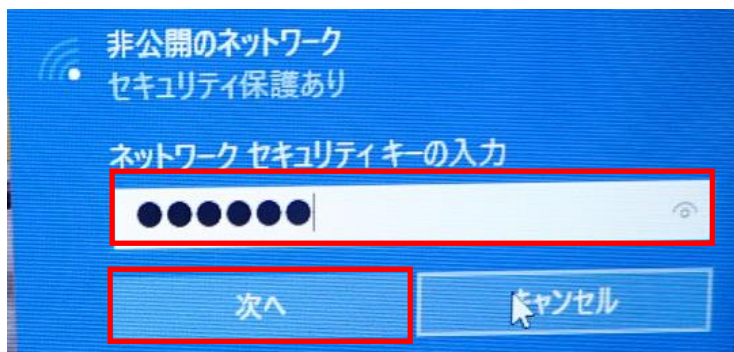 非公開のネットワーク
セキュリティ保護あり
ネットワーク セキュリティ キーの入力
●●●●●●
次へ
キャンセル